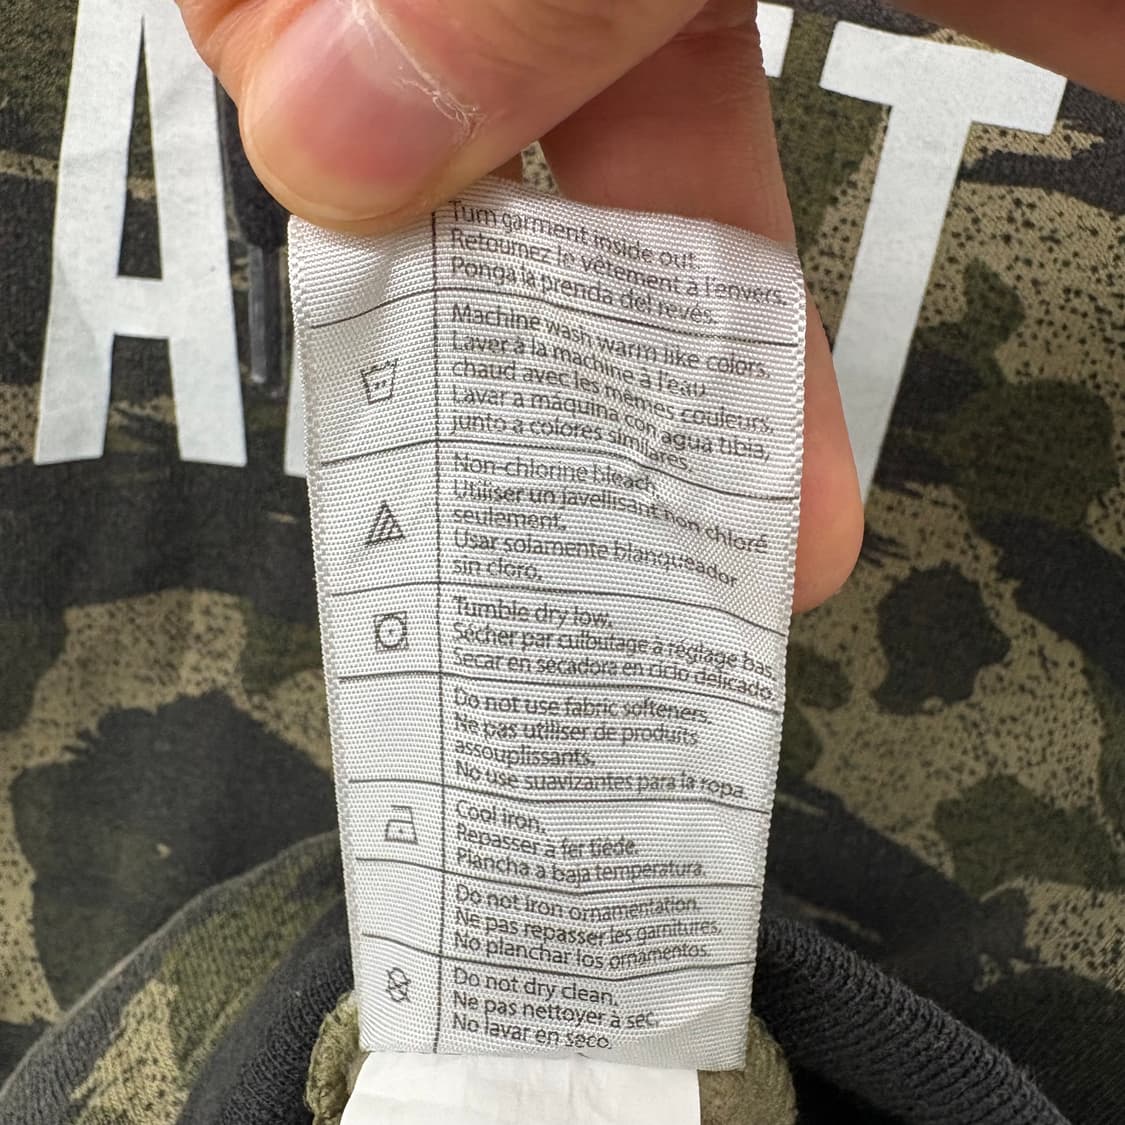 Turn garment inside out.
Retournez le vêtement à l'envers.
Ponga la prenda del revés.
Machine wash warm like colors.
Laver à la machine à l'eau
chaud avec les mêmes couleurs.
Lavar a máquina con agua tibia,
junto a colores similares.
Non-chlorine bleach.
Utiliser un javellisant non chloré
seulement.
Usar solamente blanqueador
sin cloro.
Tumble dry low.
Sécher par culbutage à réglage bas.
Secar en secadora en ciclo delicado.
Do not use fabric softeners.
Ne pas utiliser de produits
assouplissants.
No use suavizantes para la ropa.
Cool iron.
Repasser à fer tiède.
Plancha a baja temperatura.
Do not iron ornamentation.
Ne pas repasser les garnitures.
No planchar los ornamentos.
Do not dry clean.
Ne pas nettoyer à sec.
No lavar en seco.